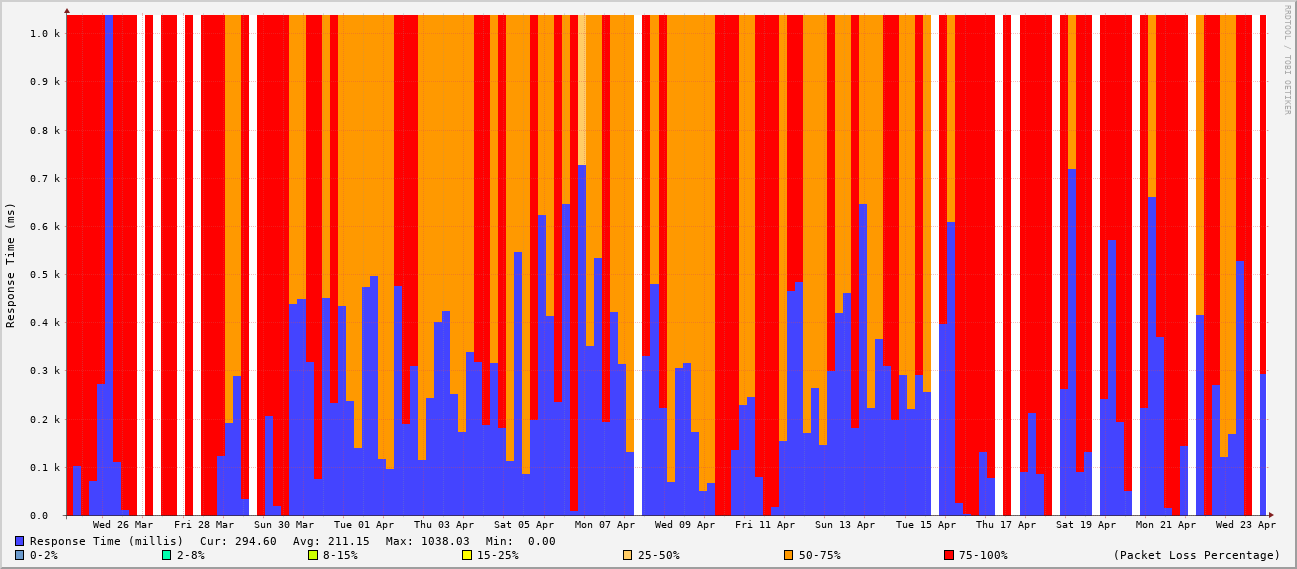 RRDTOOL / TOBI OETIKER
Response Time (ms)
1.0 k
0.9 k
0.8 k
0.7 k
0.6 k
0.5 k
0.4 k
0.3 k
0.2 k
0.1 k
0.0
Wed 26 Mar Fri 28 Mar Sun 30 Mar Tue 01 Apr Thu 03 Apr Sat 05 Apr Mon 07 Apr Wed 09 Apr Fri 11 Apr Sun 13 Apr Tue 15 Apr Thu 17 Apr Sat 19 Apr Mon 21 Apr Wed 23 Apr
Response Time (millis) Cur: 294.60 Avg: 211.15 Max: 1038.03 Min: 0.00
0-2% 2-8% 8-15% 15-25% 25-50% 50-75% 75-100% (Packet Loss Percentage)